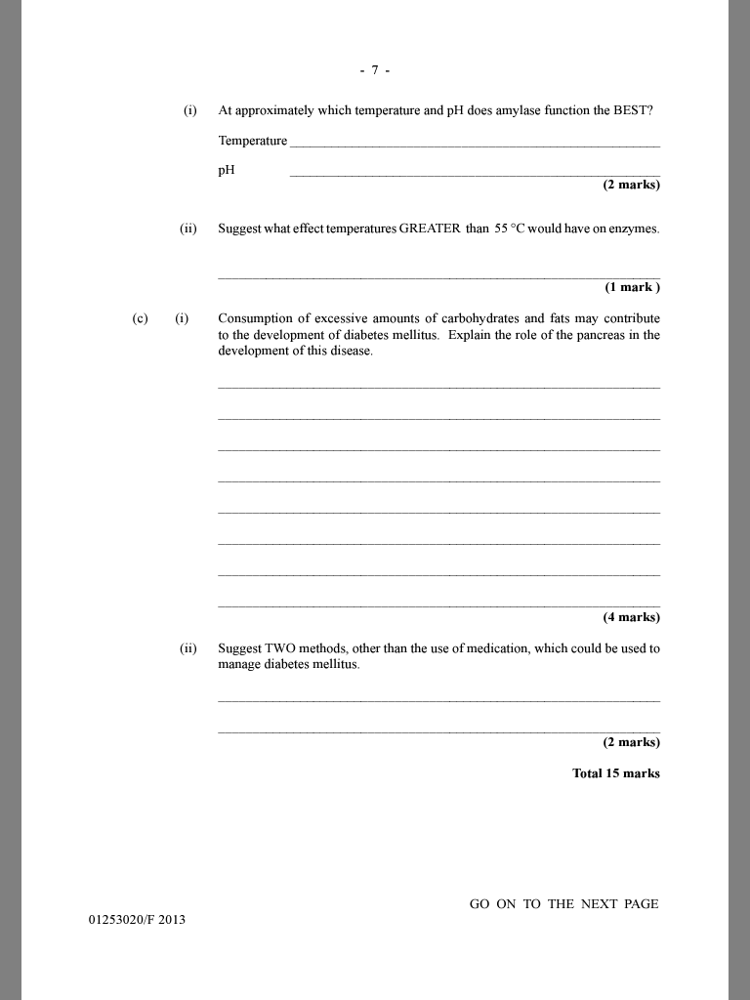 - 7 -
(i) At approximately which temperature and pH does amylase function the BEST?
Temperature
pH
(2 marks)
(ii) Suggest what effect temperatures GREATER than 55 °C would have on enzymes.
(1 mark )
(c) (i) Consumption of excessive amounts of carbohydrates and fats may contribute
to the development of diabetes mellitus. Explain the role of the pancreas in the
development of this disease.
(4 marks)
(ii) Suggest TWO methods, other than the use of medication, which could be used to
manage diabetes mellitus.
(2 marks)
Total 15 marks
GO ON TO THE NEXT PAGE
01253020/F 2013